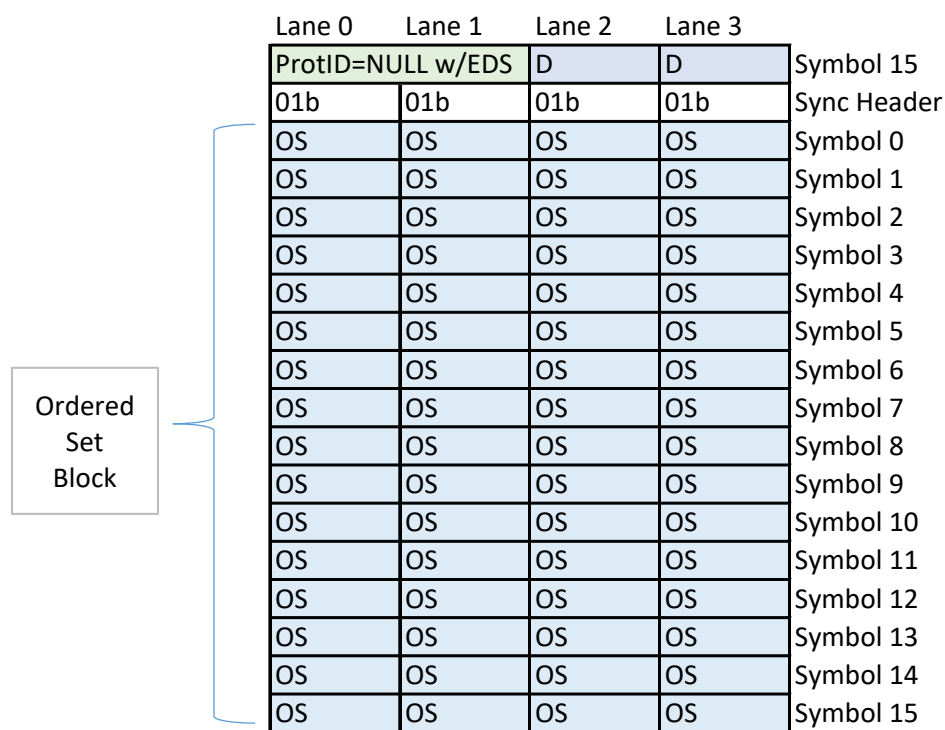 Lane 0 Lane 1 Lane 2 Lane 3
ProtID=NULL w/EDS D D Symbol 15
01b 01b 01b 01b Sync Header
OS OS OS OS Symbol 0
OS OS OS OS Symbol 1
OS OS OS OS Symbol 2
OS OS OS OS Symbol 3
OS OS OS OS Symbol 4
OS OS OS OS Symbol 5
OS OS OS OS Symbol 6
OS OS OS OS Symbol 7
OS OS OS OS Symbol 8
OS OS OS OS Symbol 9
OS OS OS OS Symbol 10
OS OS OS OS Symbol 11
OS OS OS OS Symbol 12
OS OS OS OS Symbol 13
OS OS OS OS Symbol 14
OS OS OS OS Symbol 15
Ordered
Set
Block